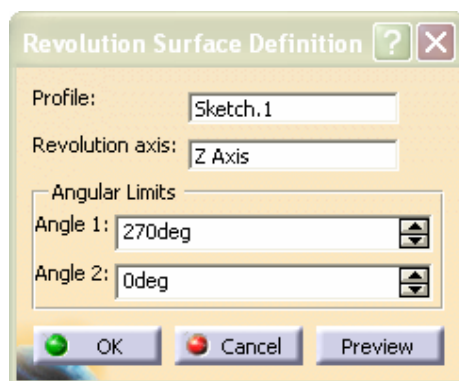 Revolution Surface Definition ?
Profile: Sketch.1
Revolution axis: Z Axis
Angular Limits
Angle 1: 270deg
Angle 2: 0deg
OK Cancel Preview